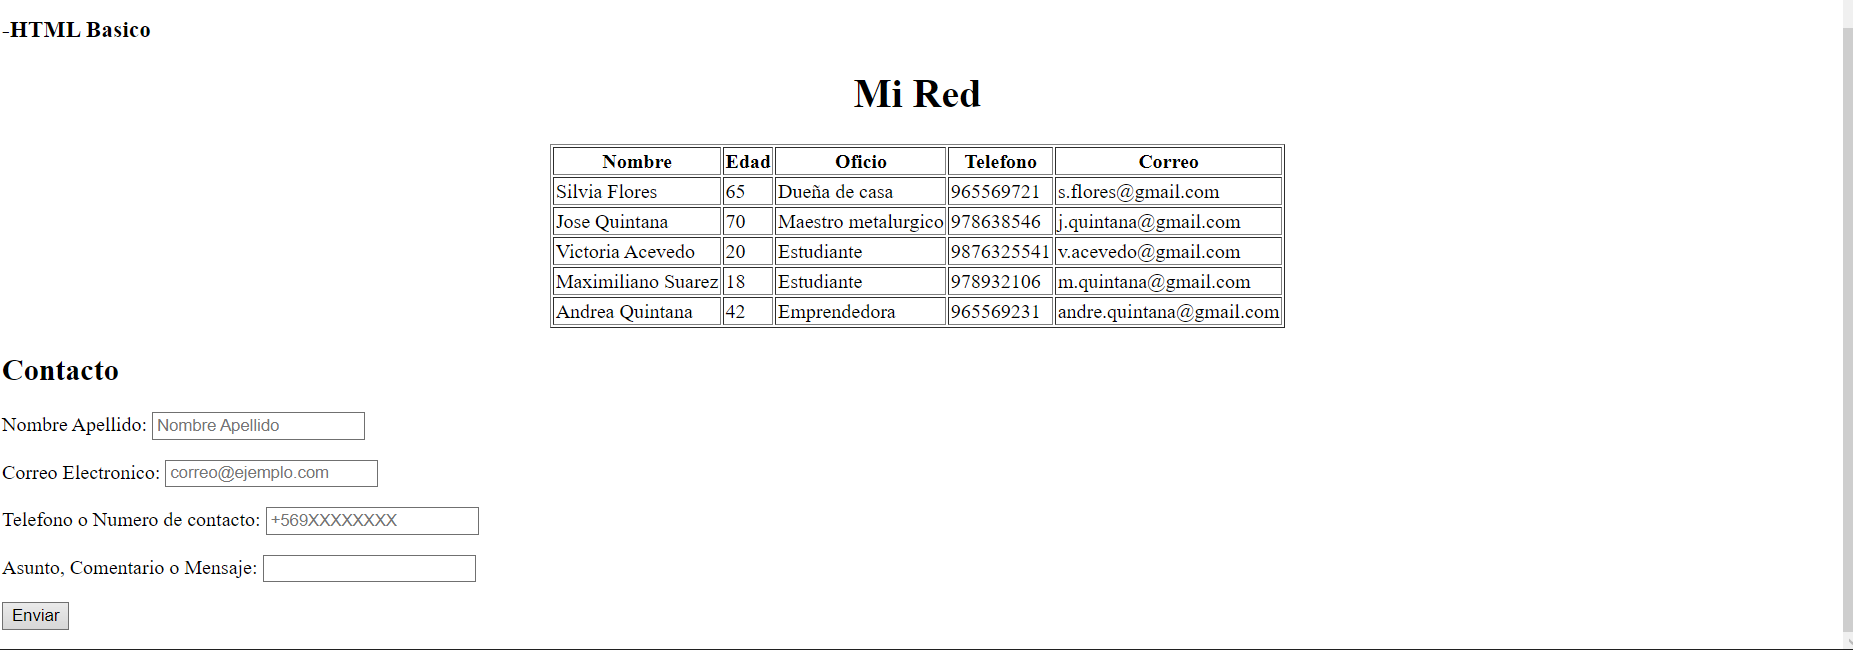 -HTML Basico
Mi Red
Nombre Edad Oficio Telefono Correo
Silvia Flores 65 Dueña de casa 965569721 s.flores@gmail.com
Jose Quintana 70 Maestro metalurgico 978638546 j.quintana@gmail.com
Victoria Acevedo 20 Estudiante 9876325541 v.acevedo@gmail.com
Maximiliano Suarez 18 Estudiante 978932106 m.quintana@gmail.com
Andrea Quintana 42 Emprendedora 965569231 andre.quintana@gmail.com
Contacto
Nombre Apellido: Nombre Apellido
Correo Electronico: correo@ejemplo.com
Telefono o Numero de contacto: +569XXXXXXXX
Asunto, Comentario o Mensaje:
Enviar